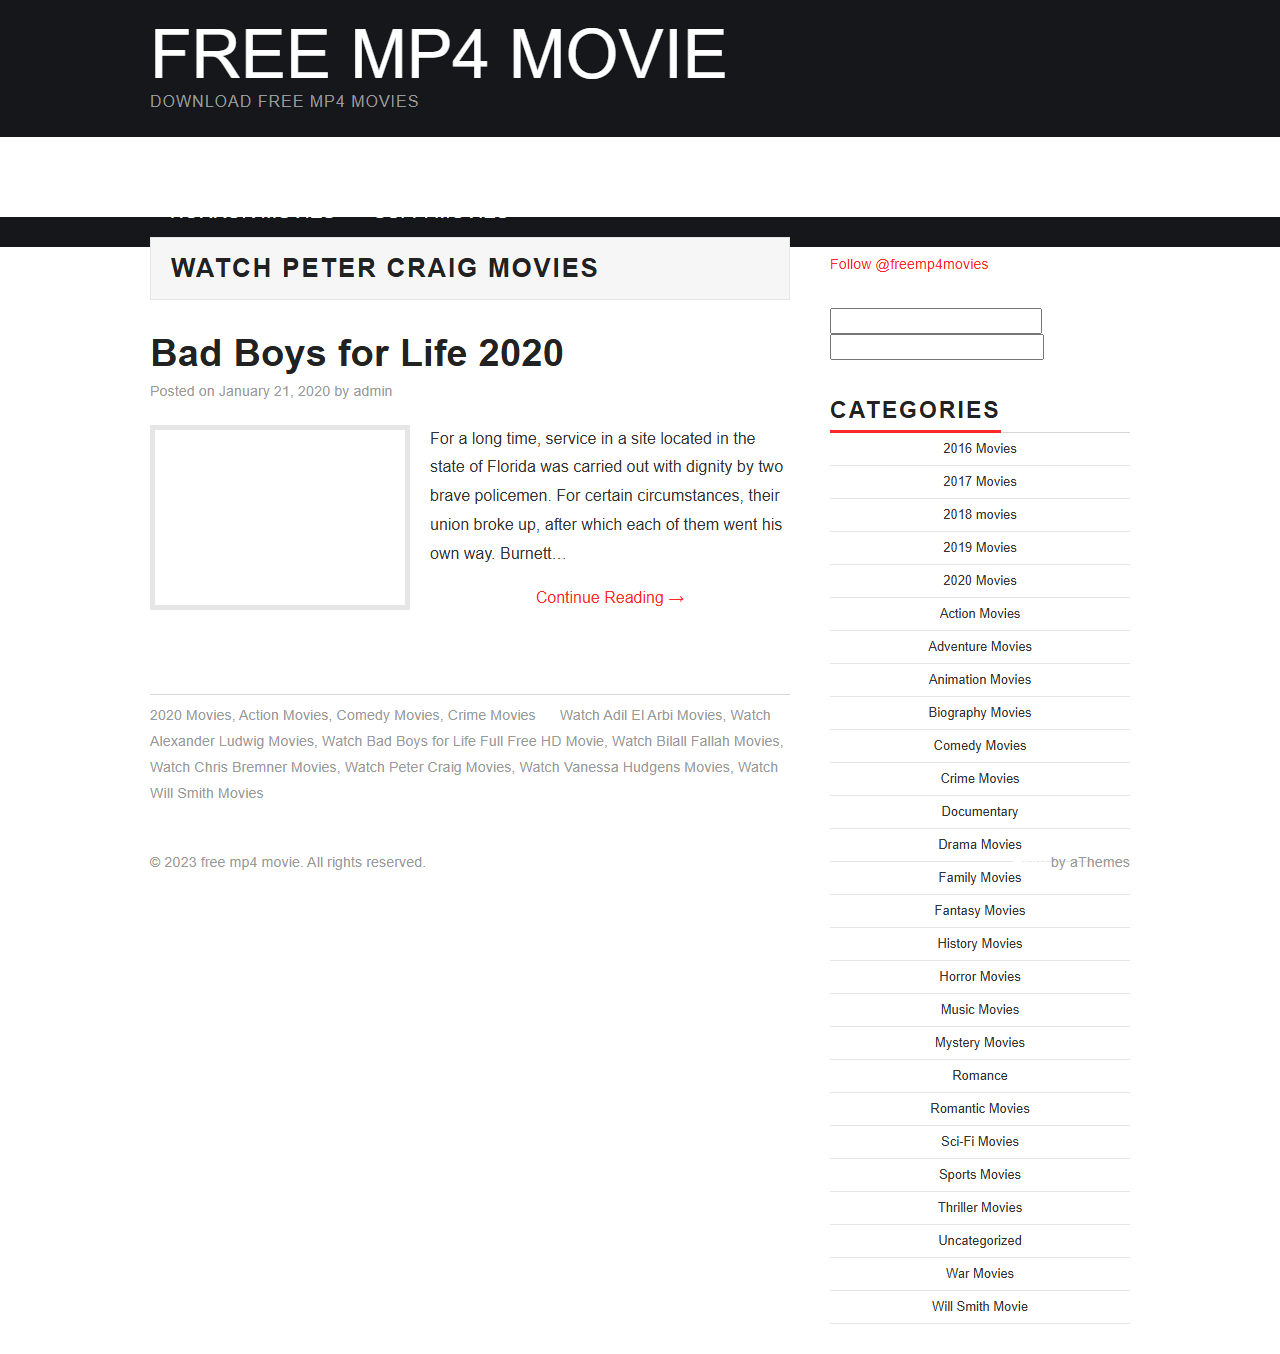 FREE MP4 MOVIE
DOWNLOAD FREE MP4 MOVIES
WATCH PETER CRAIG MOVIES
Follow @freemp4movies
Bad Boys for Life 2020
Posted on January 21, 2020 by admin
For a long time, service in a site located in the
state of Florida was carried out with dignity by two
brave policemen. For certain circumstances, their
union broke up, after which each of them went his
own way. Burnett…
Continue Reading →
2020 Movies, Action Movies, Comedy Movies, Crime Movies Watch Adil El Arbi Movies, Watch
Alexander Ludwig Movies, Watch Bad Boys for Life Full Free HD Movie, Watch Bilall Fallah Movies,
Watch Chris Bremner Movies, Watch Peter Craig Movies, Watch Vanessa Hudgens Movies, Watch
Will Smith Movies
CATEGORIES
2016 Movies
2017 Movies
2018 movies
2019 Movies
2020 Movies
Action Movies
Adventure Movies
Animation Movies
Biography Movies
Comedy Movies
Crime Movies
Documentary
Drama Movies
Family Movies
Fantasy Movies
History Movies
Horror Movies
Music Movies
Mystery Movies
Romance
Romantic Movies
Sci-Fi Movies
Sports Movies
Thriller Movies
Uncategorized
War Movies
Will Smith Movie
© 2023 free mp4 movie. All rights reserved.
by aThemes